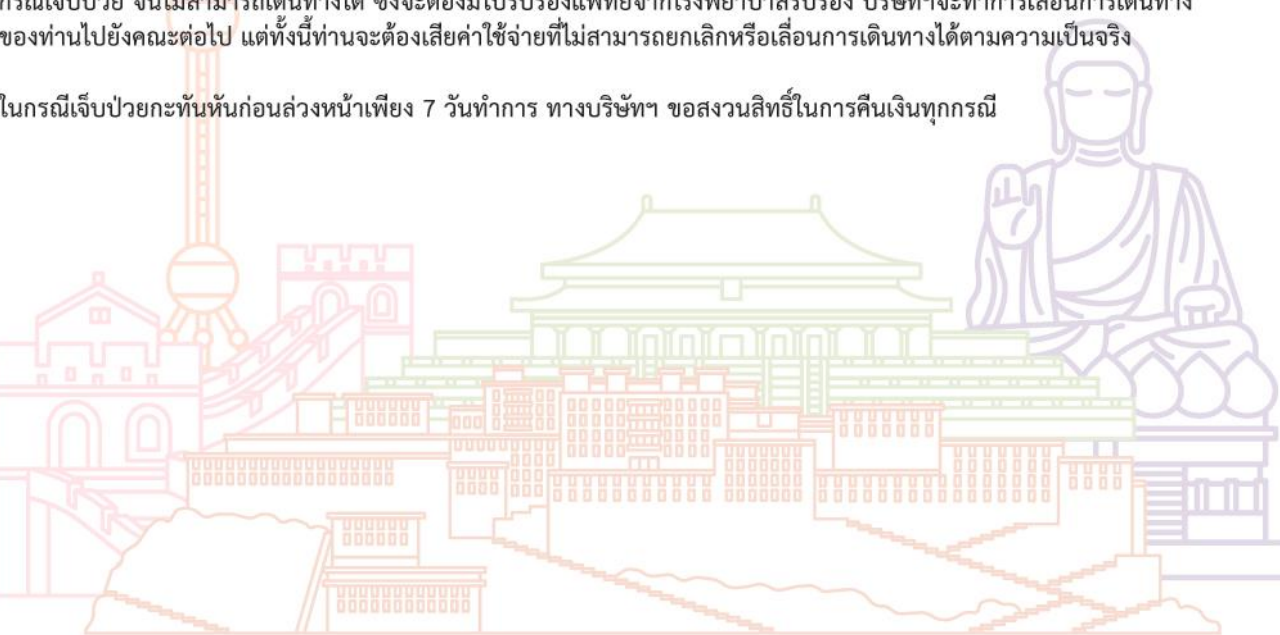 กรณีเจ็บป่วย จนไม่สามารถเดินทางได้ ซึ่งจะต้องมีใบรับรองแพทย์จากโรงพยาบาลรับรอง บริษัทฯจะทำการเลื่อนการเดินทาง
ของท่านไปยังคณะต่อไป แต่ทั้งนี้ท่านจะต้องเสียค่าใช้จ่ายที่ไม่สามารถยกเลิกหรือเลื่อนการเดินทางได้ตามความเป็นจริง
ในกรณีเจ็บป่วยกะทันหันก่อนล่วงหน้าเพียง 7 วันทำการ ทางบริษัทฯ ขอสงวนสิทธิ์ในการคืนเงินทุกกรณี